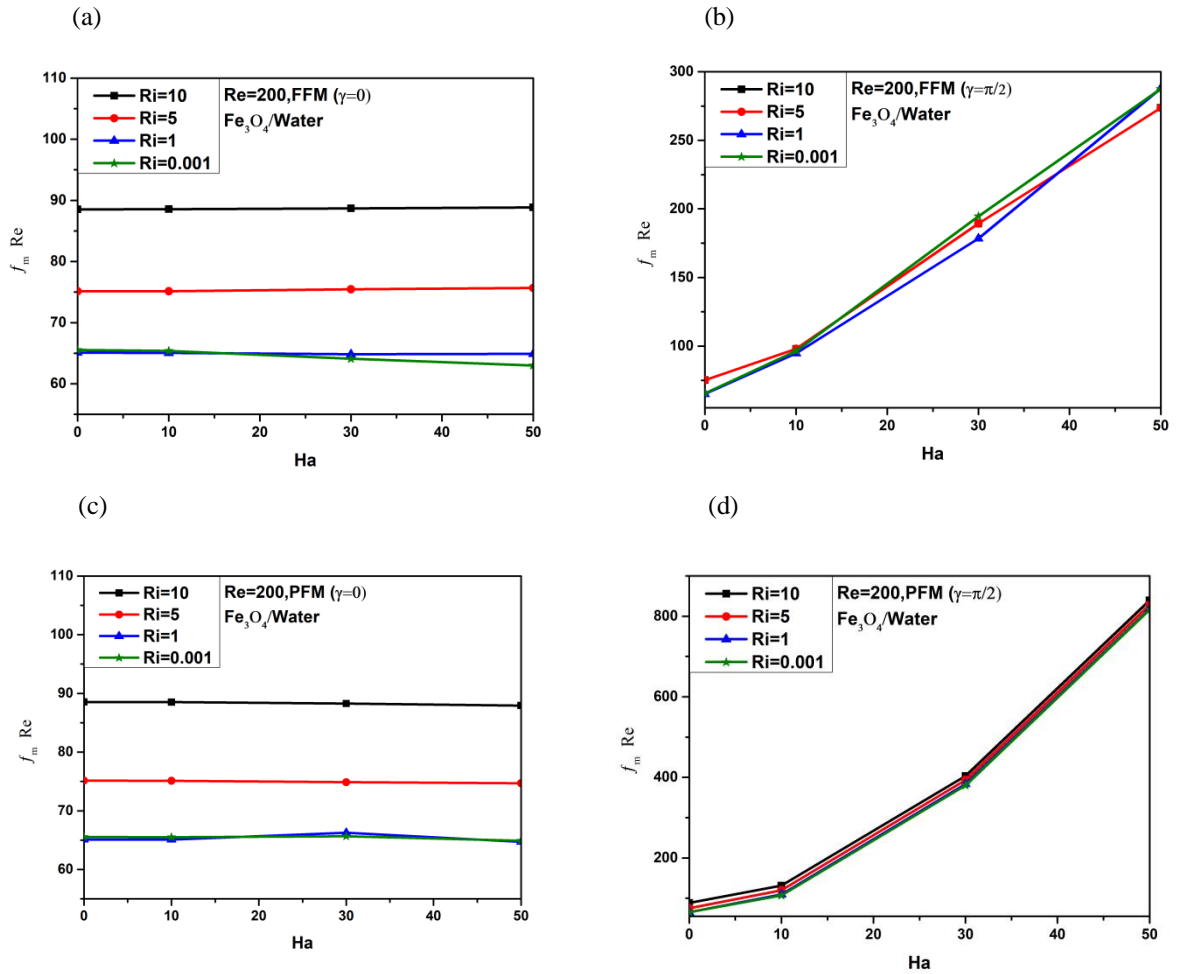 (a)
110
100
90
80
70
60
f_m Re
0 10 20 30 40 50
Ha
Ri=10
Ri=5
Ri=1
Ri=0.001
Re=200,FFM (γ=0)
Fe₃O₄/Water
(b)
300
250
200
150
100
f_m Re
0 10 20 30 40 50
Ha
Ri=10
Ri=5
Ri=1
Ri=0.001
Re=200,FFM (γ=π/2)
Fe₃O₄/Water
(c)
110
100
90
80
70
60
f_m Re
0 10 20 30 40 50
Ha
Ri=10
Ri=5
Ri=1
Ri=0.001
Re=200,PFM (γ=0)
Fe₃O₄/Water
(d)
800
600
400
200
f_m Re
0 10 20 30 40 50
Ha
Ri=10
Ri=5
Ri=1
Ri=0.001
Re=200,PFM (γ=π/2)
Fe₃O₄/Water